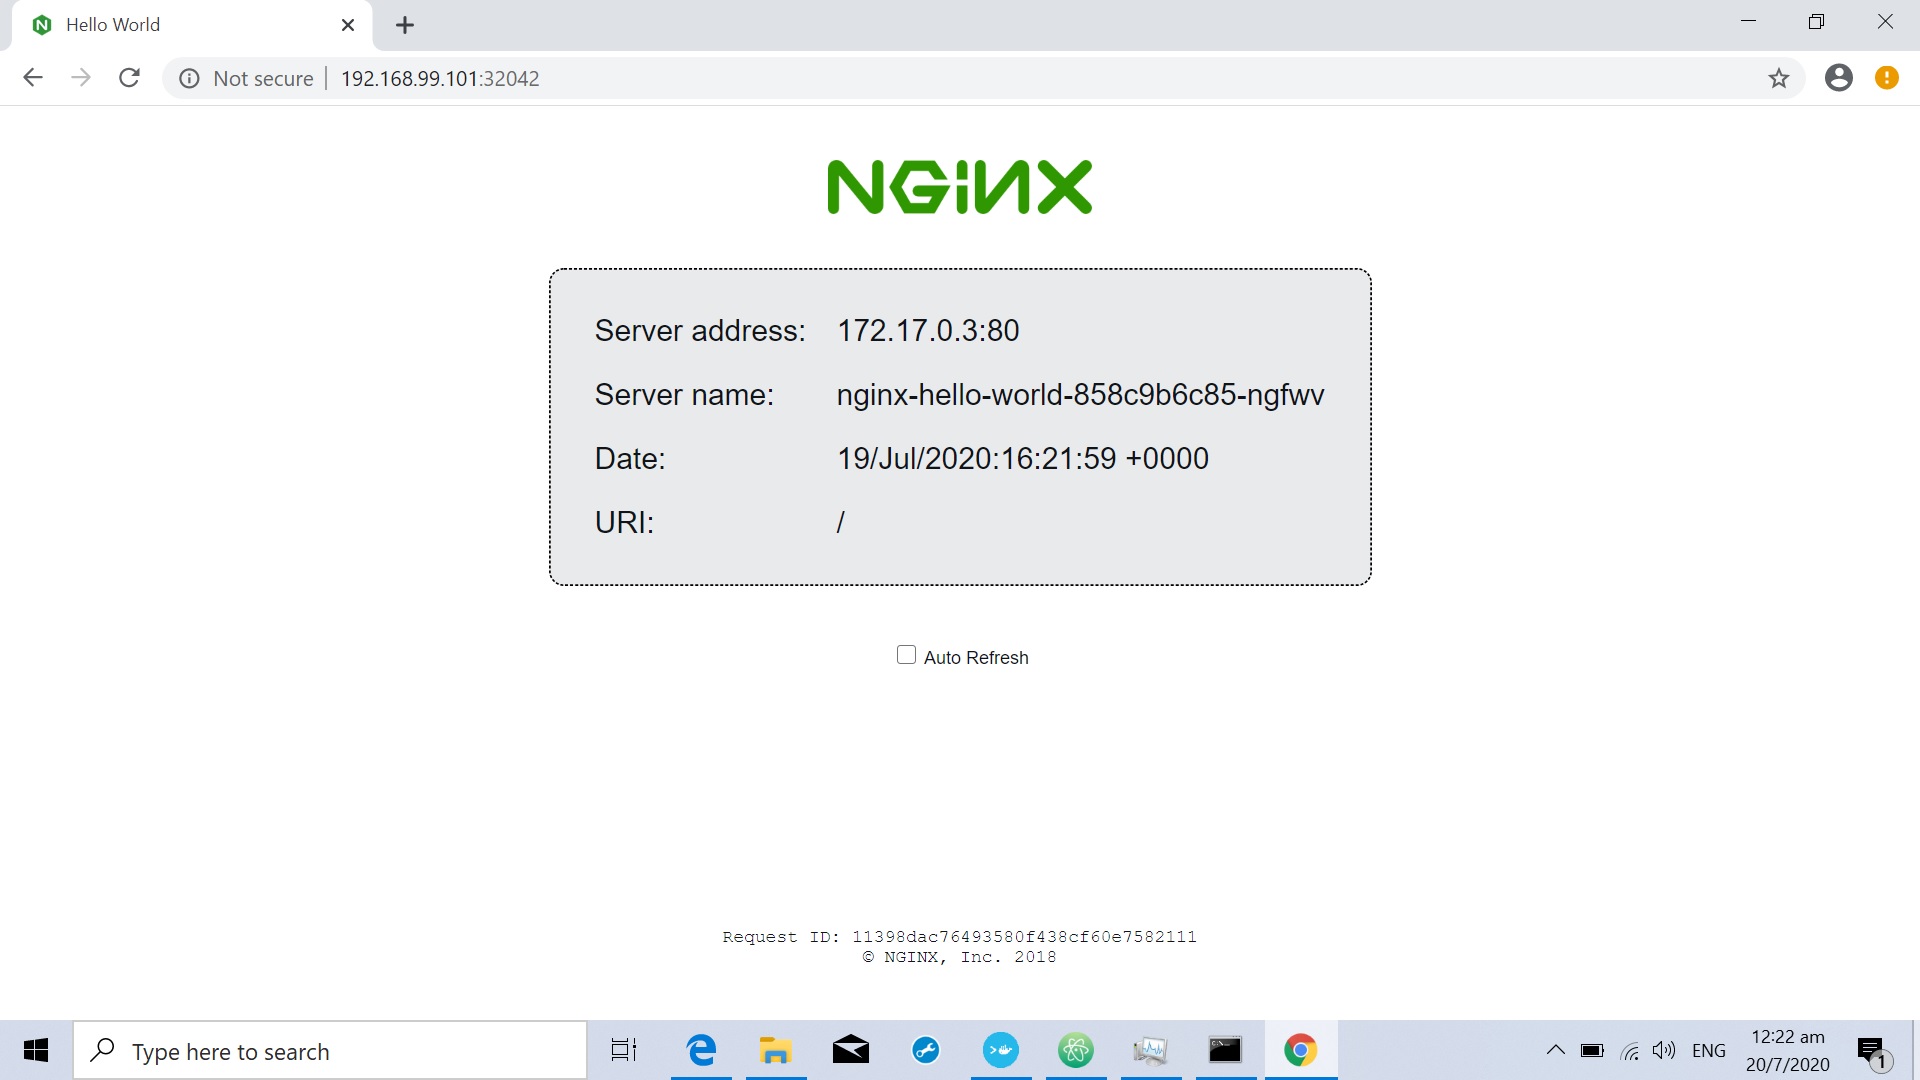 Hello World
Not secure 192.168.99.101:32042
NGINX
Server address: 172.17.0.3:80
Server name: nginx-hello-world-858c9b6c85-ngfwv
Date: 19/Jul/2020:16:21:59 +0000
URI: /
Auto Refresh
Request ID: 11398dac76493580f438cf60e7582111
© NGINX, Inc. 2018
Type here to search
ENG
12:22 am
20/7/2020
1